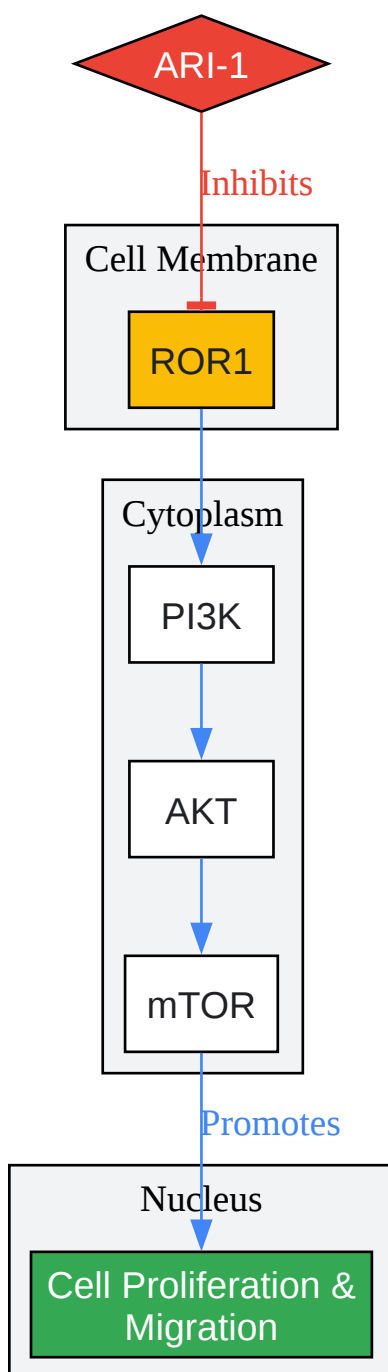 ARI-1
Inhibits
Cell Membrane
ROR1
Cytoplasm
PI3K
AKT
mTOR
Promotes
Nucleus
Cell Proliferation &
Migration